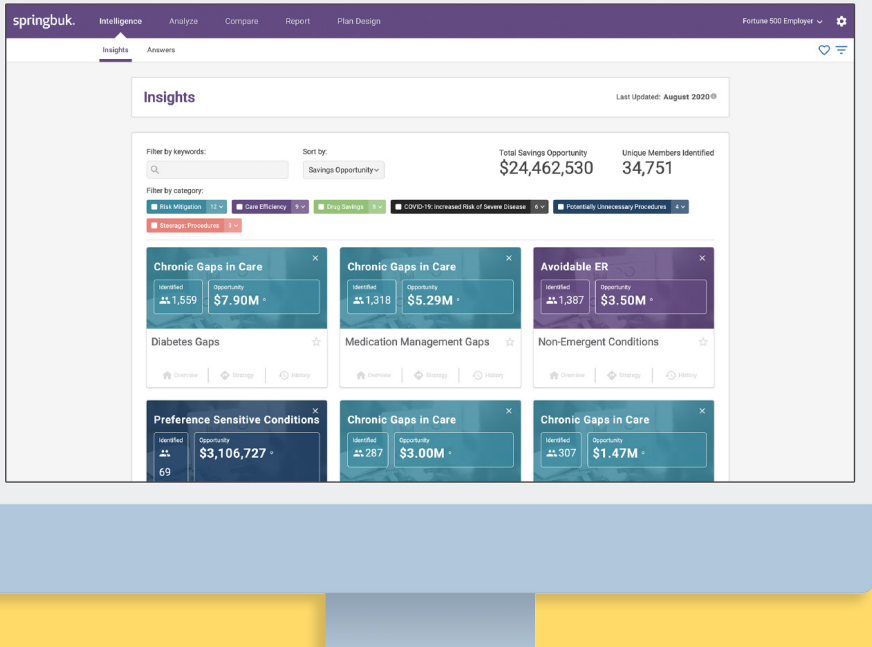 springbuk. Intelligence Analyze Compare Report Plan Design Fortune 500 Employer
Insights Answers
Insights
Last Updated: August 2020
Filter by keywords: Sort by: Total Savings Opportunity Unique Members Identified
Savings Opportunity $24,462,530 34,751
Filter by category:
Risk Mitigation 12 Care Efficiency 9 Drug Savings COVID-19: Increased Risk of Severe Disease 6 Potentially Unnecessary Procedures 4
Steerage: Procedures 3
Chronic Gaps in Care
Identified Opportunity
1,559 $7.90M
Diabetes Gaps
Overview Strategy History
Chronic Gaps in Care
Identified Opportunity
1,318 $5.29M
Medication Management Gaps
Overview Strategy History
Avoidable ER
Identified Opportunity
1,387 $3.50M
Non-Emergent Conditions
Overview Strategy History
Preference Sensitive Conditions
Identified Opportunity
69 $3,106,727
Chronic Gaps in Care
Identified Opportunity
287 $3.00M
Chronic Gaps in Care
Identified Opportunity
307 $1.47M